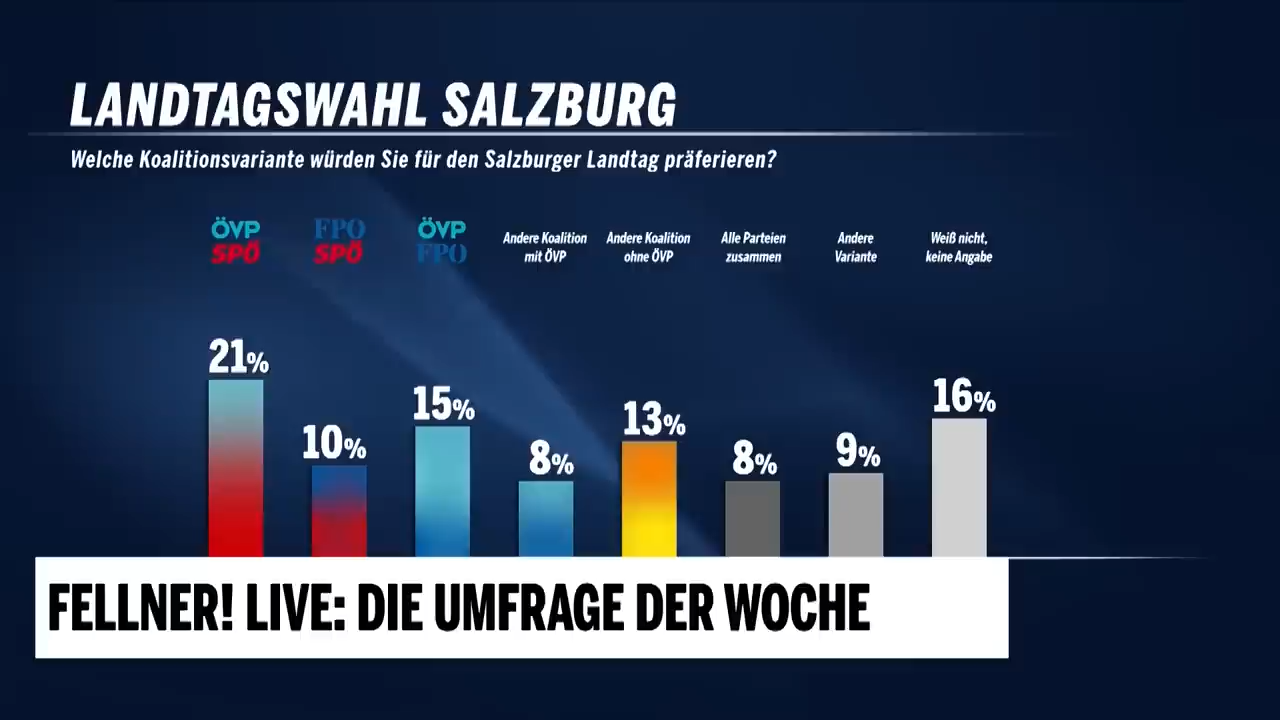 LANDTAGSWAHL SALZBURG
Welche Koalitionsvariante würden Sie für den Salzburger Landtag präferieren?
ÖVP
SPÖ
FPÖ
SPÖ
ÖVP
FPÖ
Andere Koalition
mit ÖVP
Andere Koalition
ohne ÖVP
Alle Parteien
zusammen
Andere
Variante
Weiß nicht,
keine Angabe
21%
10%
15%
8%
13%
8%
9%
16%
FELLNER! LIVE: DIE UMFRAGE DER WOCHE